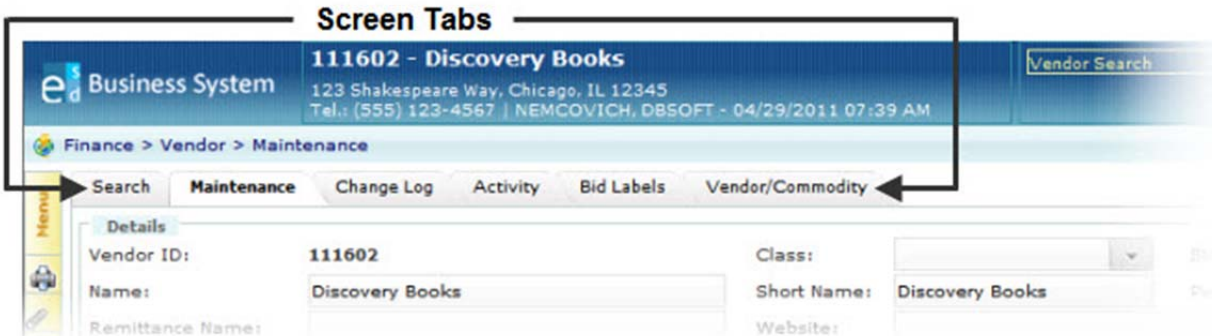 Screen Tabs
e s d Business System
111602 - Discovery Books
123 Shakespeare Way, Chicago, IL 12345
Tel.: (555) 123-4567 | NEMCOVICH, DBSOFT - 04/29/2011 07:39 AM
Vendor Search
Finance > Vendor > Maintenance
Menu
Search Maintenance Change Log Activity Bid Labels Vendor/Commodity
Details
Vendor ID: 111602 Class:
Name: Discovery Books Short Name: Discovery Books
Remittance Name: Website: